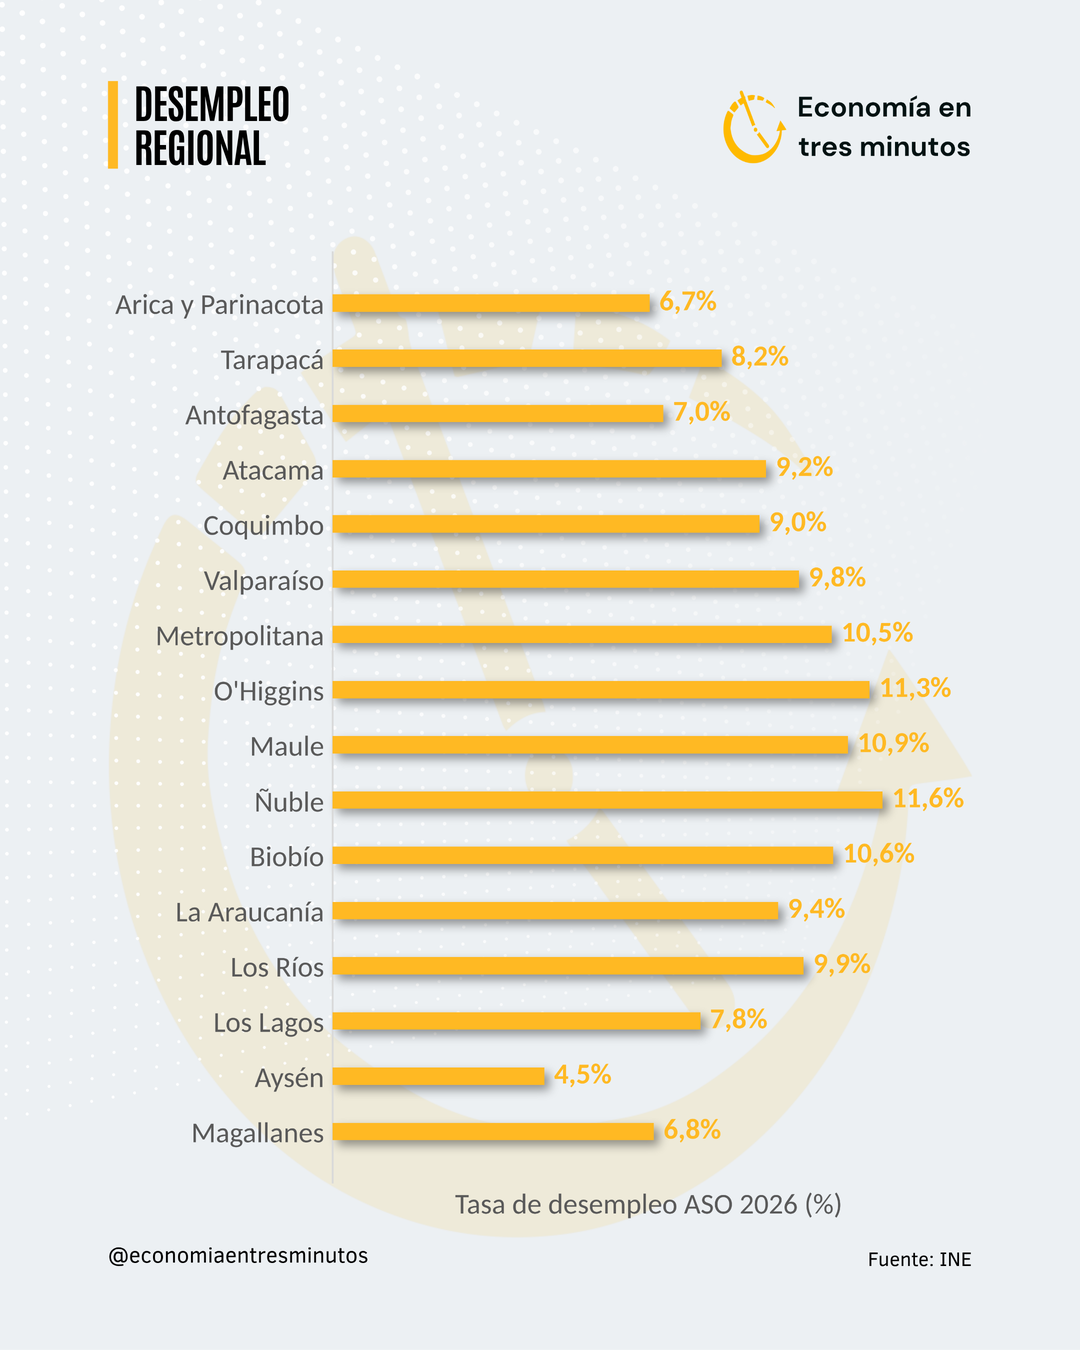 DESEMPLEO
REGIONAL
Economía en
tres minutos
Arica y Parinacota 6,7%
Tarapacá 8,2%
Antofagasta 7,0%
Atacama 9,2%
Coquimbo 9,0%
Valparaíso 9,8%
Metropolitana 10,5%
O'Higgins 11,3%
Maule 10,9%
Ñuble 11,6%
Biobío 10,6%
La Araucanía 9,4%
Los Ríos 9,9%
Los Lagos 7,8%
Aysén 4,5%
Magallanes 6,8%
Tasa de desempleo ASO 2026 (%)
@economiaentresminutos
Fuente: INE